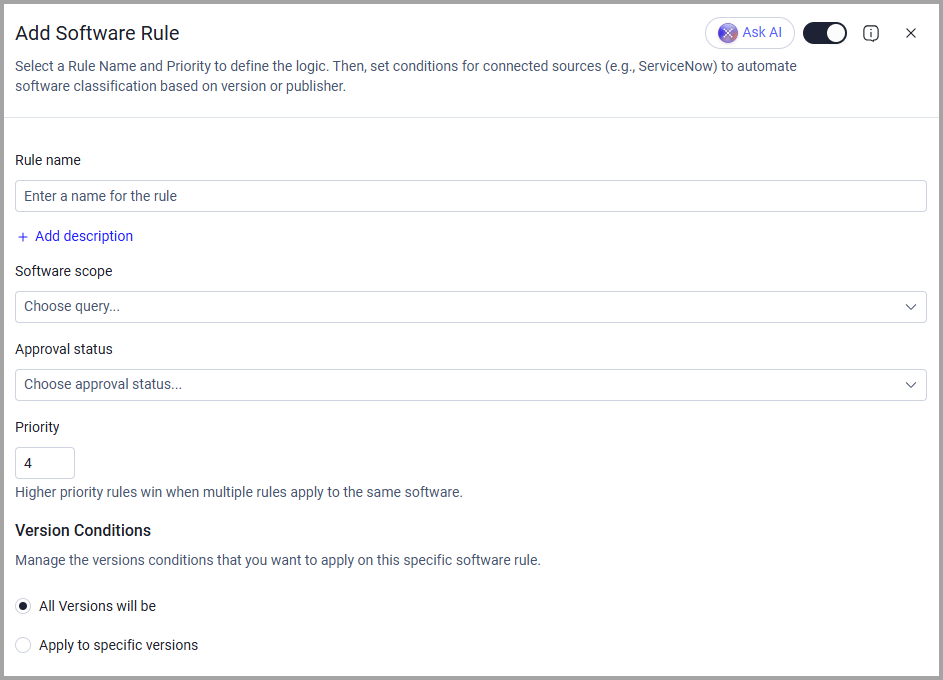 Add Software Rule
Ask AI
Select a Rule Name and Priority to define the logic. Then, set conditions for connected sources (e.g., ServiceNow) to automate
software classification based on version or publisher.
Rule name
Enter a name for the rule
+ Add description
Software scope
Choose query...
Approval status
Choose approval status...
Priority
4
Higher priority rules win when multiple rules apply to the same software.
Version Conditions
Manage the versions conditions that you want to apply on this specific software rule.
All Versions will be
Apply to specific versions